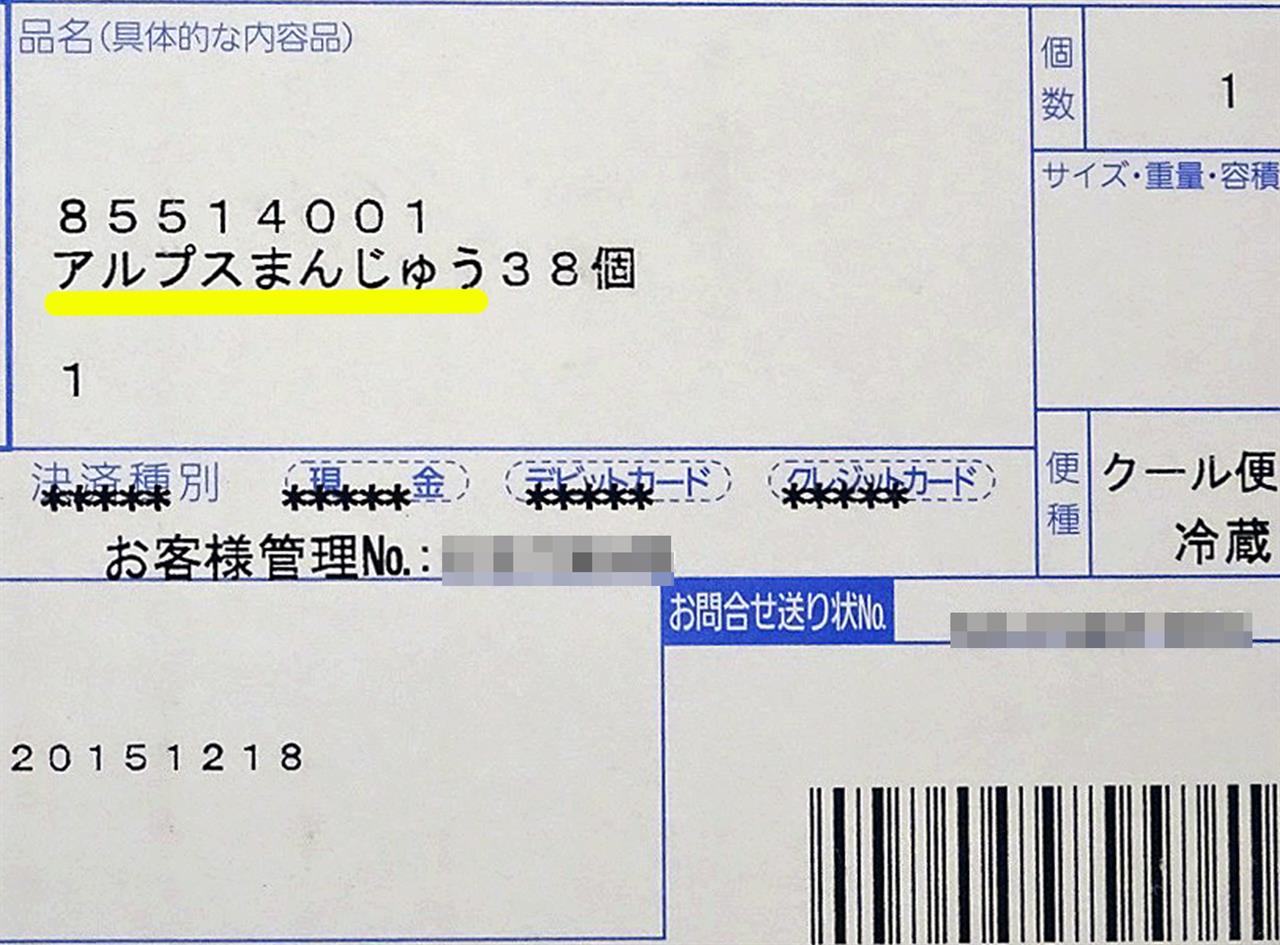 品名(具体的な内容品)
個数
1
サイズ・重量・容積
85514001
アルプスまんじゅう38個
1
決済種別 現金 デビットカード クレジットカード
***** ***** ***** *****
便種
クール便
冷蔵
お客様管理No.:
お問合せ送り状No.
20151218